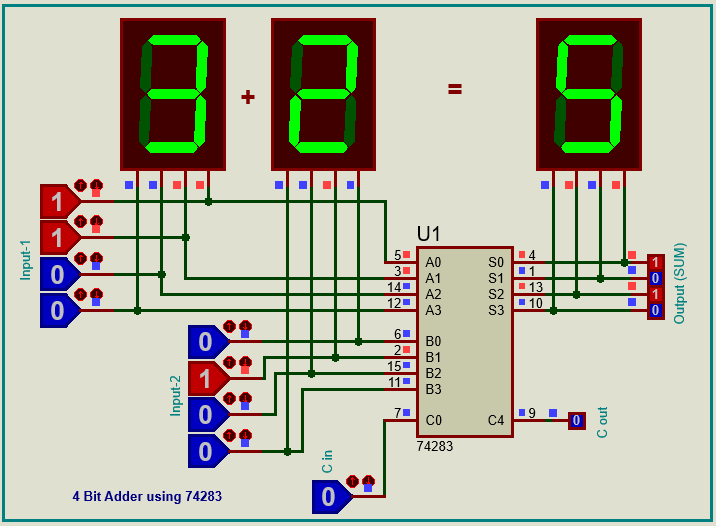 3 + 2 = 5
Input-1
1
1
0
0
Input-2
0
1
0
0
C in
0
U1
5 A0 S0 4
3 A1 S1 1
14 A2 S2 13
12 A3 S3 10
6 B0
2 B1
15 B2
11 B3
7 C0 C4 9
74283
1
0
1
0
Output (SUM)
0
C out
4 Bit Adder using 74283